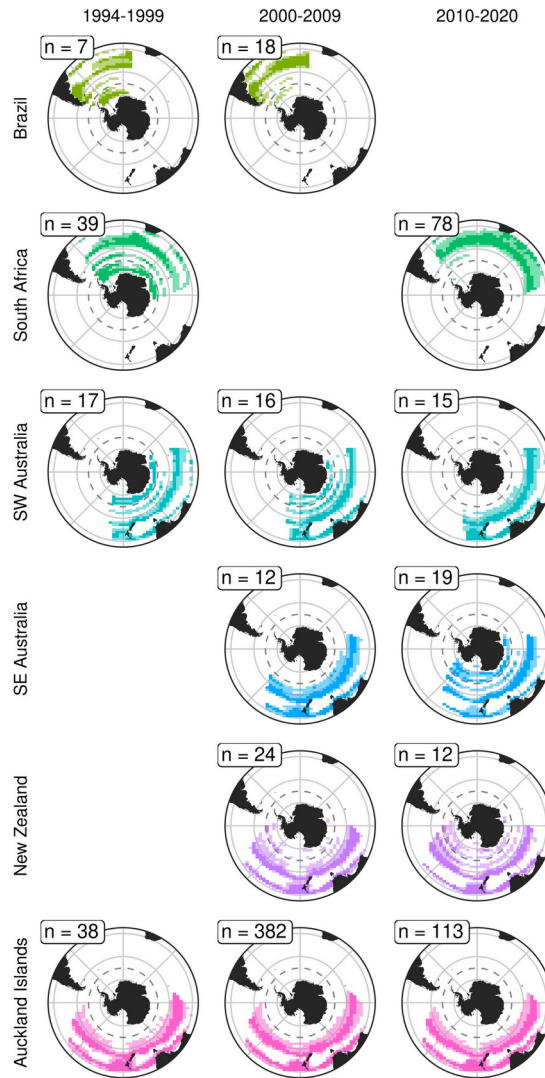 1994-1999 2000-2009 2010-2020
Brazil
n = 7 n = 18
South Africa
n = 39 n = 78
SW Australia
n = 17 n = 16 n = 15
SE Australia
n = 12 n = 19
New Zealand
n = 24 n = 12
Auckland Islands
n = 38 n = 382 n = 113